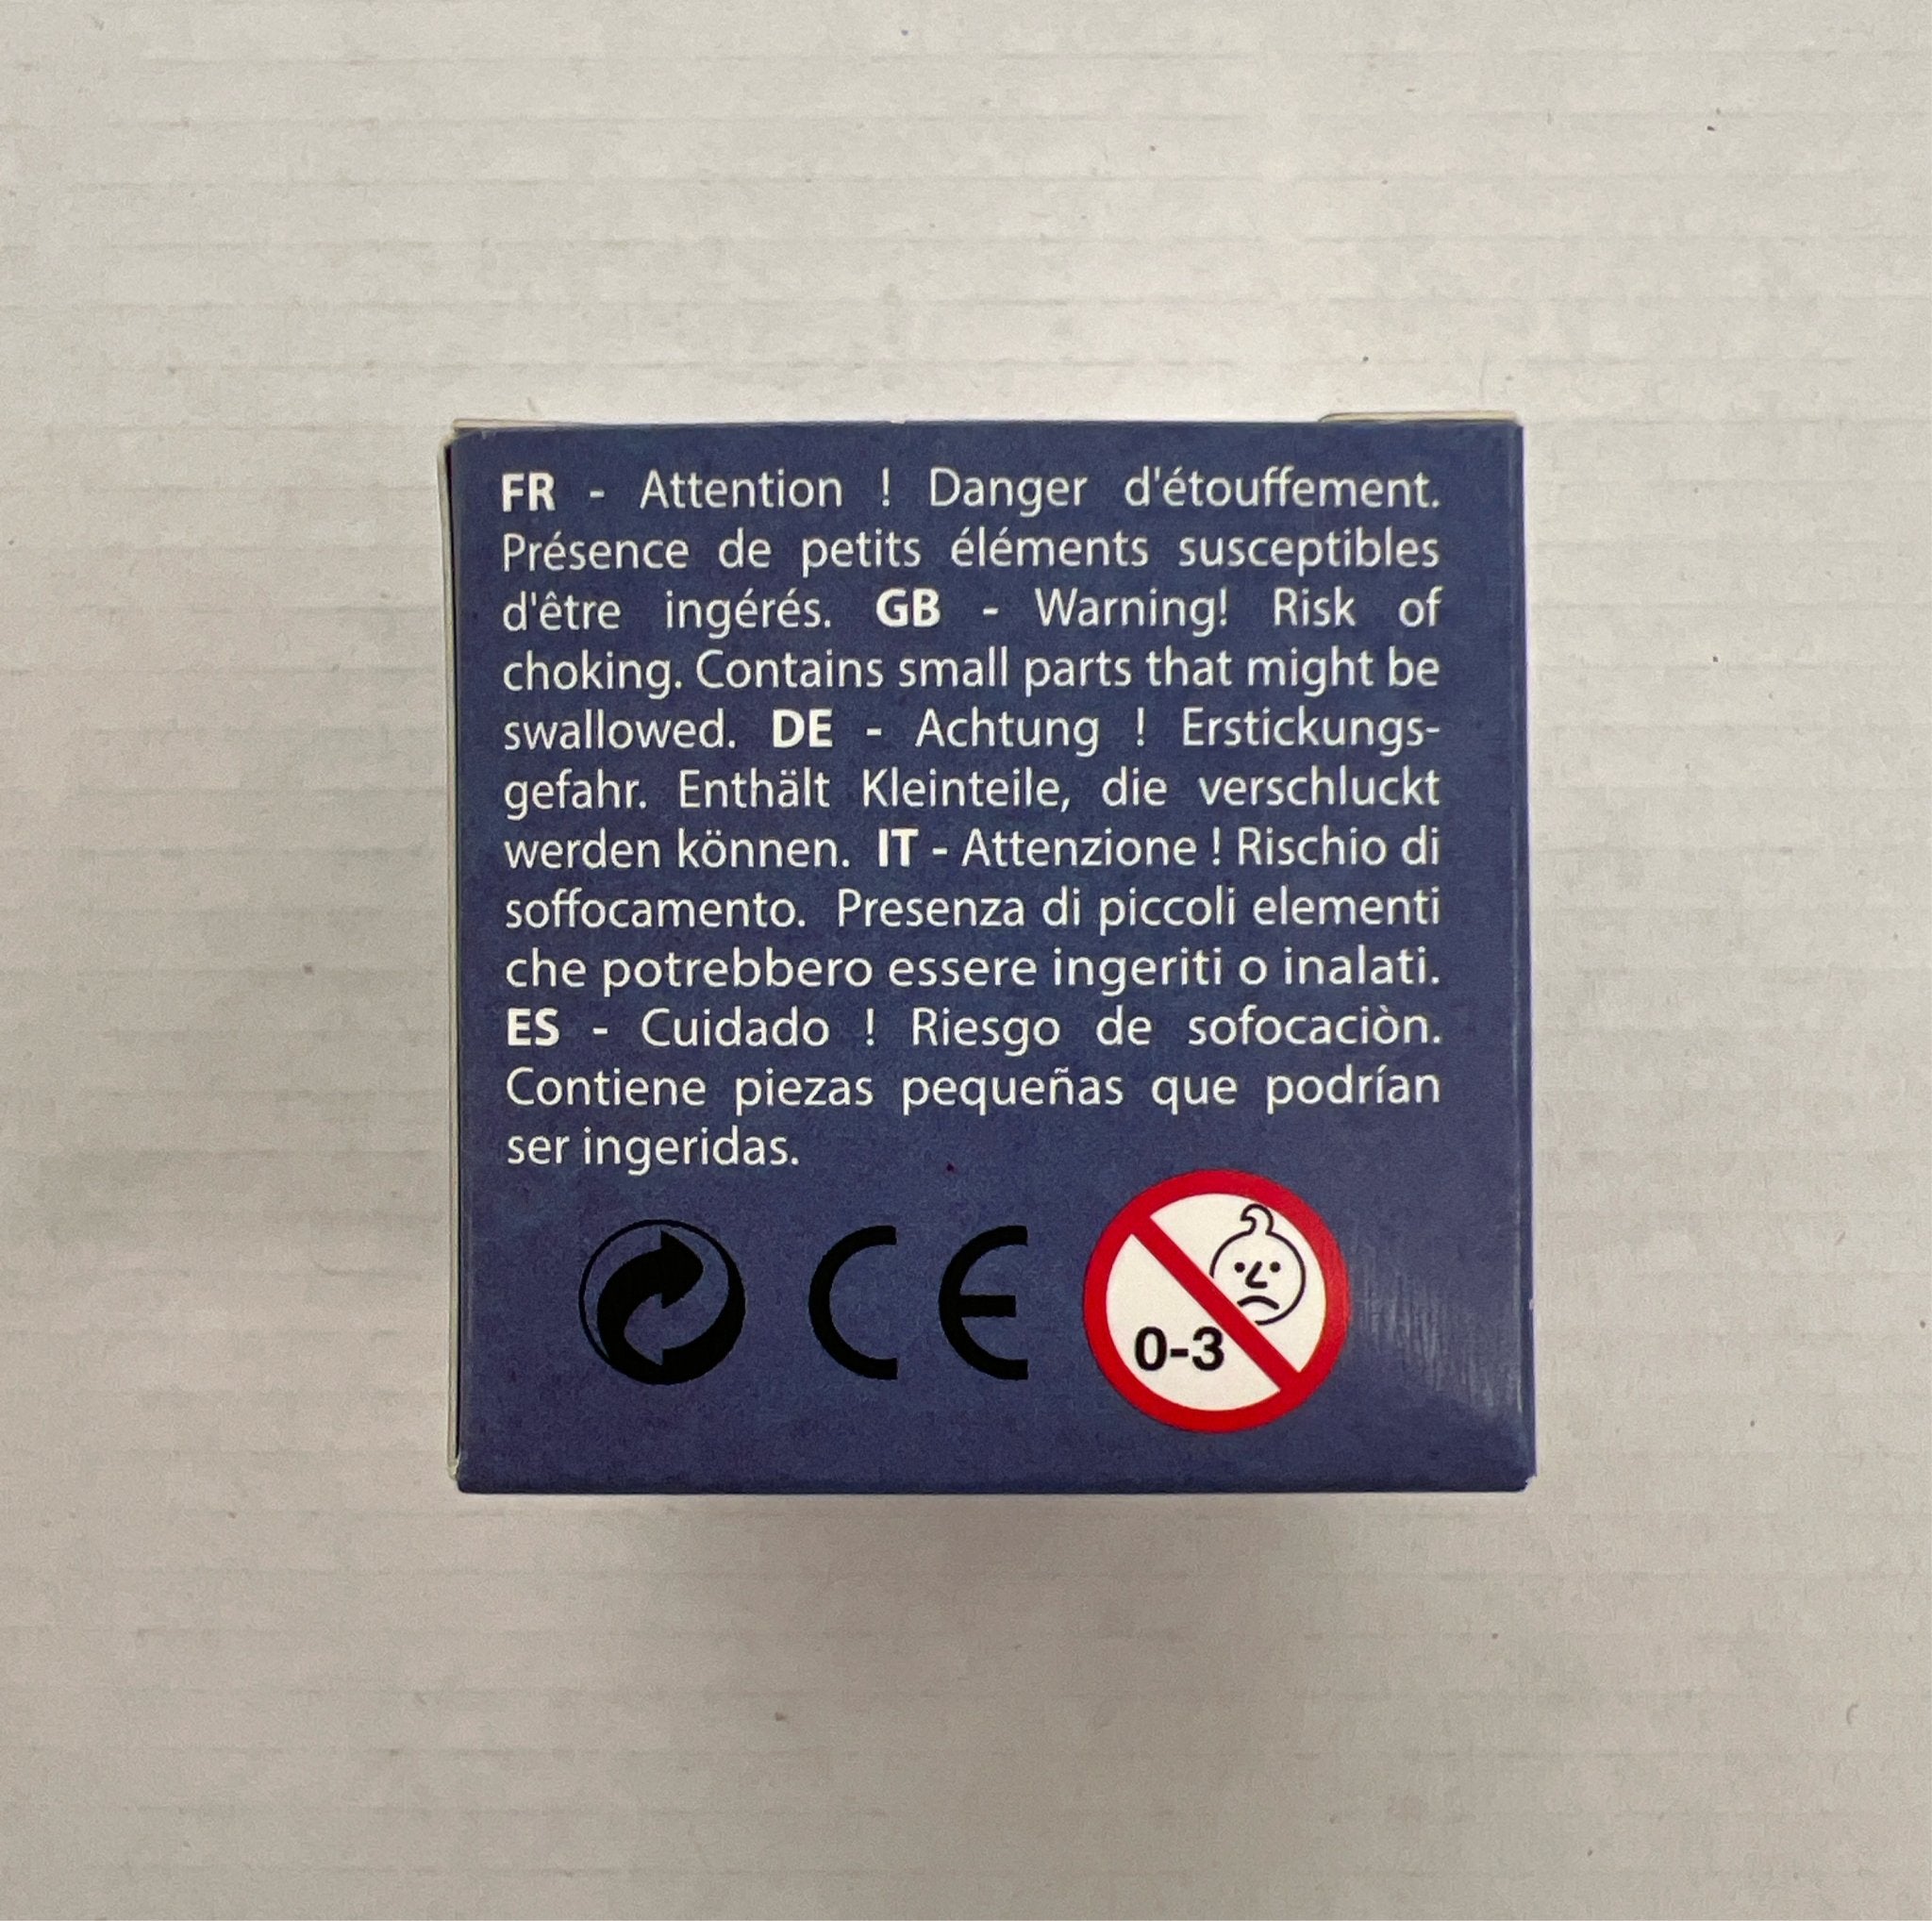 FR - Attention ! Danger d'étouffement.
Présence de petits éléments susceptibles
d'être ingérés. GB - Warning! Risk of
choking. Contains small parts that might be
swallowed. DE - Achtung ! Erstickungs-
gefahr. Enthält Kleinteile, die verschluckt
werden können. IT - Attenzione ! Rischio di
soffocamento. Presenza di piccoli elementi
che potrebbero essere ingeriti o inalati.
ES - Cuidado ! Riesgo de sofocaciòn.
Contiene piezas pequeñas que podrían
ser ingeridas.
CE
0-3